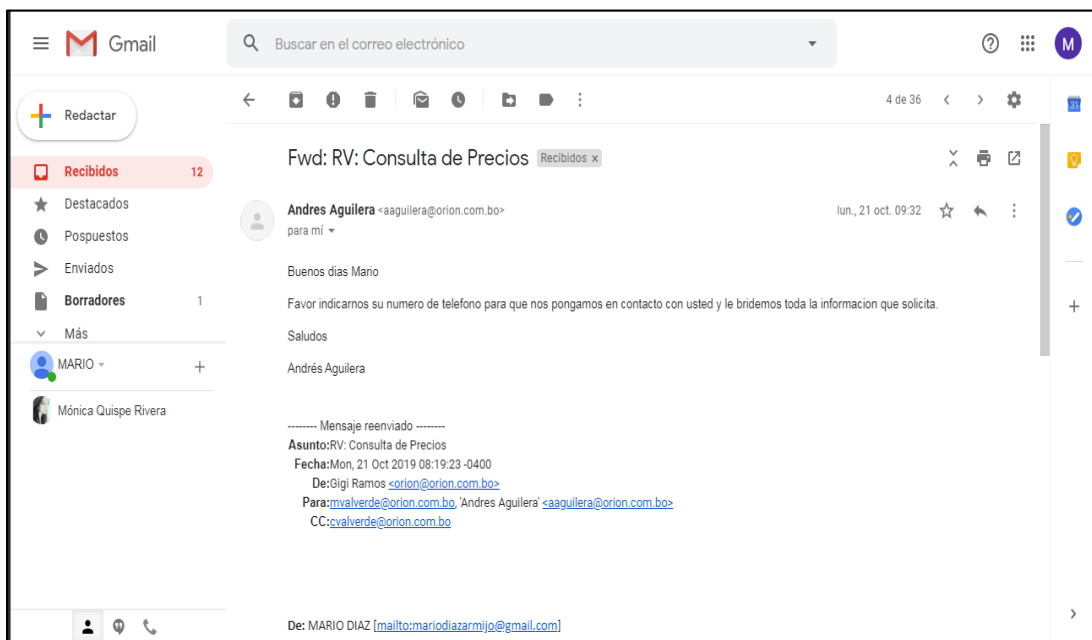 Gmail
Buscar en el correo electrónico
M
Redactar
4 de 36
31
Recibidos 12
Destacados
Pospuestos
Enviados
Borradores 1
Más
MARIO
Mónica Quispe Rivera
Fwd: RV: Consulta de Precios Recibidos x
Andres Aguilera <aaguilera@orion.com.bo> lun., 21 oct. 09:32
para mí
Buenos dias Mario
Favor indicarnos su numero de telefono para que nos pongamos en contacto con usted y le bridemos toda la informacion que solicita.
Saludos
Andrés Aguilera
-------- Mensaje reenviado --------
Asunto:RV: Consulta de Precios
Fecha:Mon, 21 Oct 2019 08:19:23 -0400
De:Gigi Ramos <orion@orion.com.bo>
Para:mvalverde@orion.com.bo, 'Andres Aguilera' <aaguilera@orion.com.bo>
CC:cvalverde@orion.com.bo
De: MARIO DIAZ [mailto:mariodiazarmijo@gmail.com]